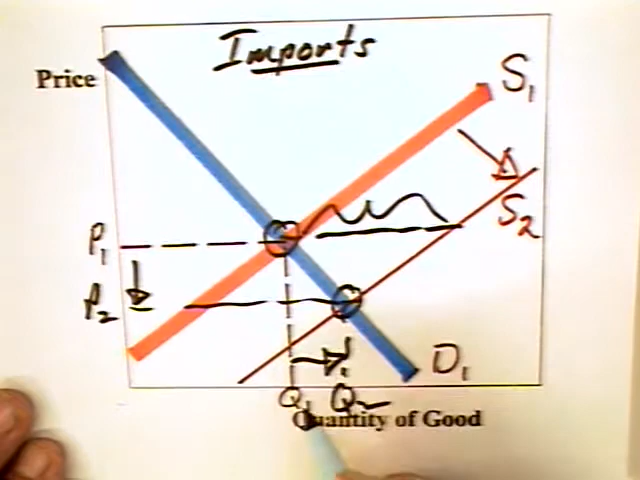 Imports
Price
S1
S2
P1
P2
D1
Q1 Q2
Quantity of Good